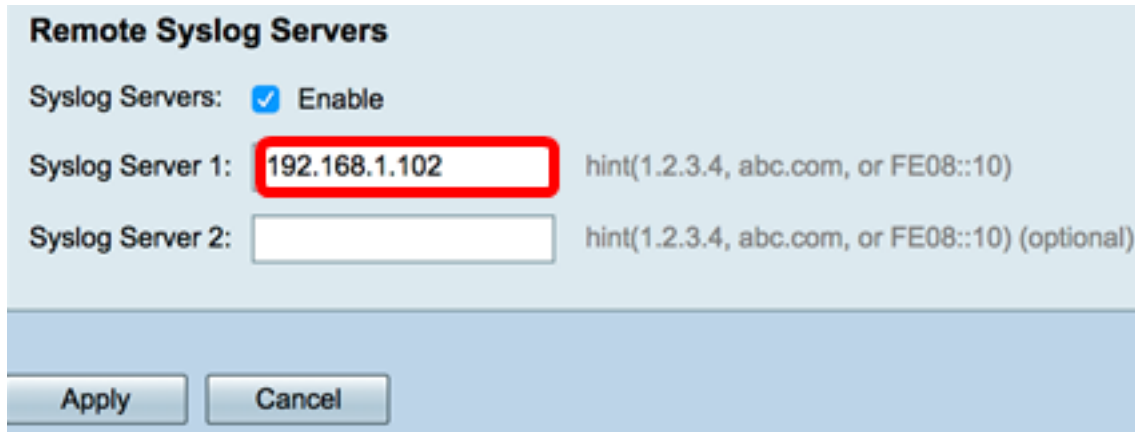 Remote Syslog Servers
Syslog Servers: Enable
Syslog Server 1: 192.168.1.102 hint(1.2.3.4, abc.com, or FE08::10)
Syslog Server 2: hint(1.2.3.4, abc.com, or FE08::10) (optional)
Apply Cancel